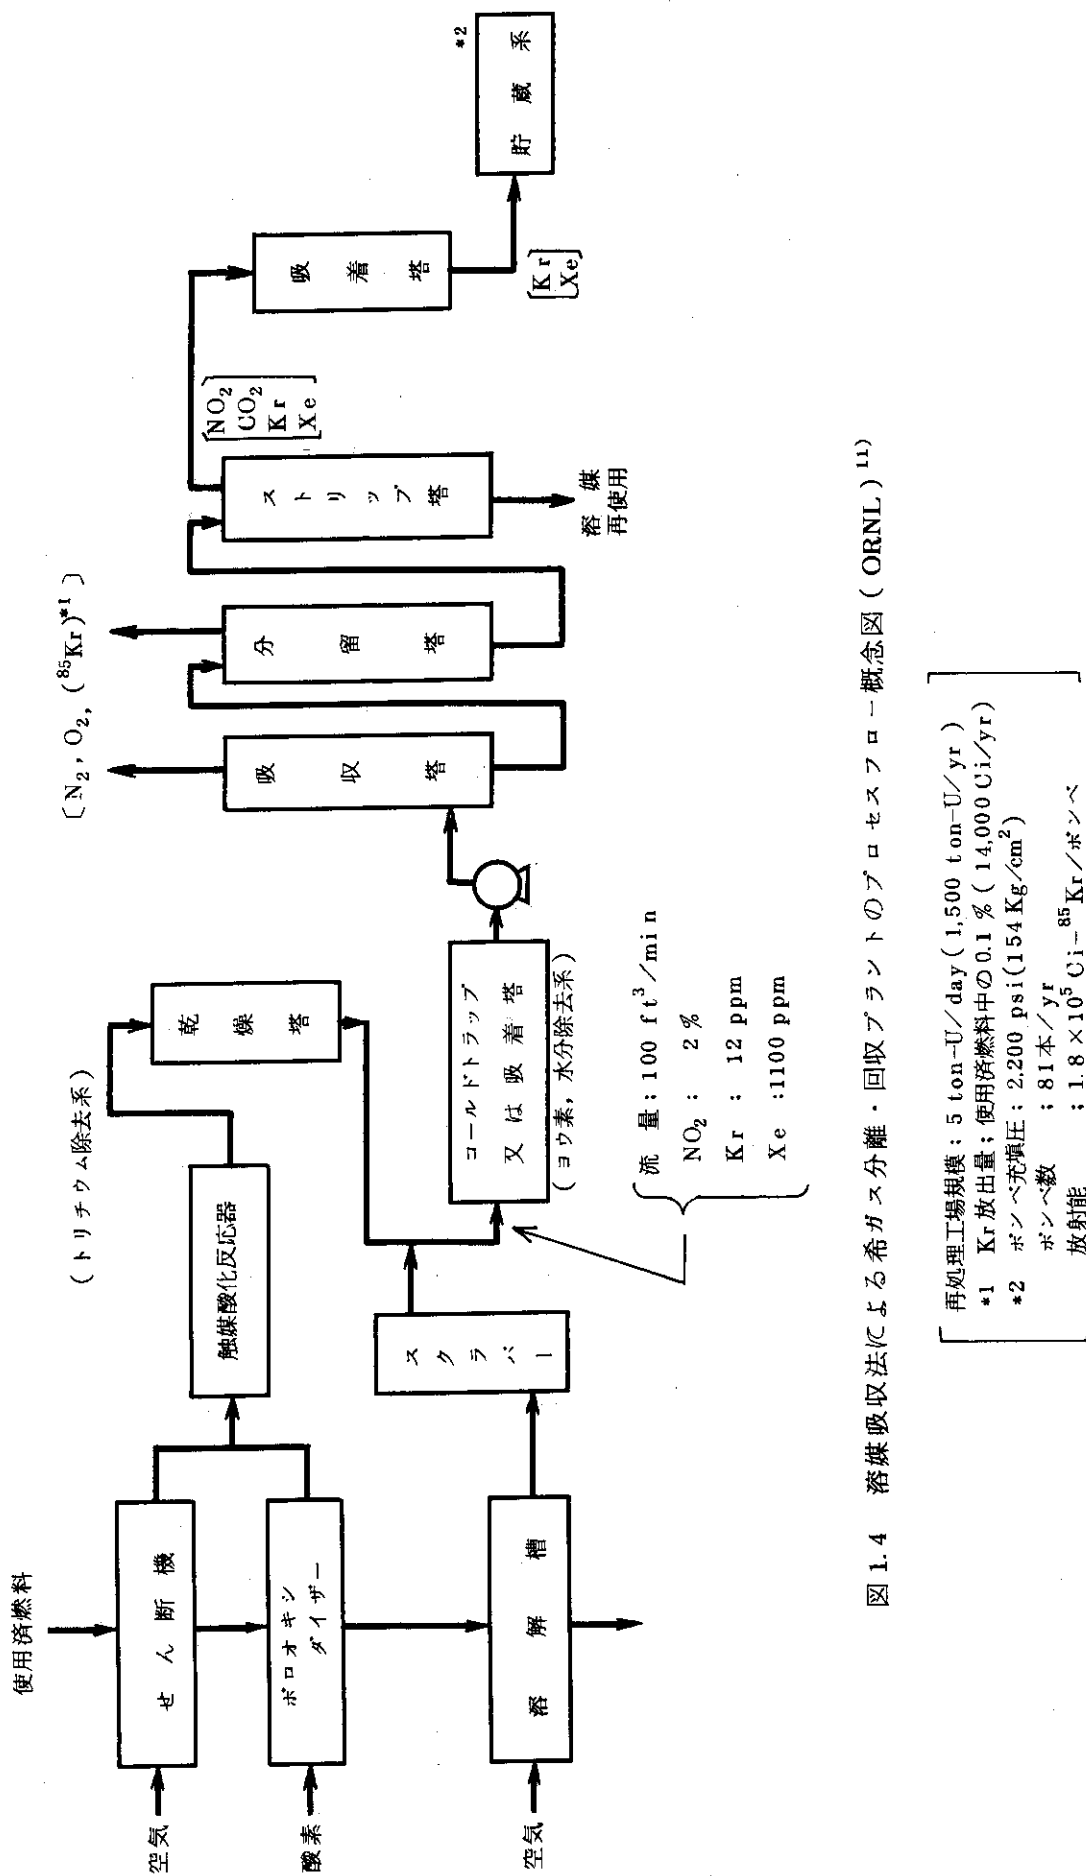 使用済燃料
空気
せん断機
酸素
ボロオキシ
ダイザー
空気
溶解槽
触媒酸化反応器
(トリチウム除去系)
乾燥塔
スクラバー
コールドトラップ
又は吸着塔
(ヨウ素,水分除去系)
流量;100 ft³/min
NO₂ : 2 %
Kr : 12 ppm
Xe :1100 ppm
吸収塔
〔N₂, O₂, (⁸⁵Kr)*¹〕
分留塔
ストリップ塔
溶媒
再使用
NO₂
CO₂
Kr
Xe
吸着塔
Kr
Xe
*2
貯蔵系
図1.4 溶媒吸収法による希ガス分離・回収プラントのプロセスフロー概念図(ORNL)¹¹⁾
再処理工場規模;5 ton-U/day(1,500 ton-U/yr)
*1 Kr放出量;使用済燃料中の0.1%(14,000 Ci/yr)
*2 ボンベ充塡圧;2,200 psi(154 Kg/cm²)
ボンベ数 ;81本/yr
放射能 ;1.8×10⁵Ci-⁸⁵Kr/ボンベ